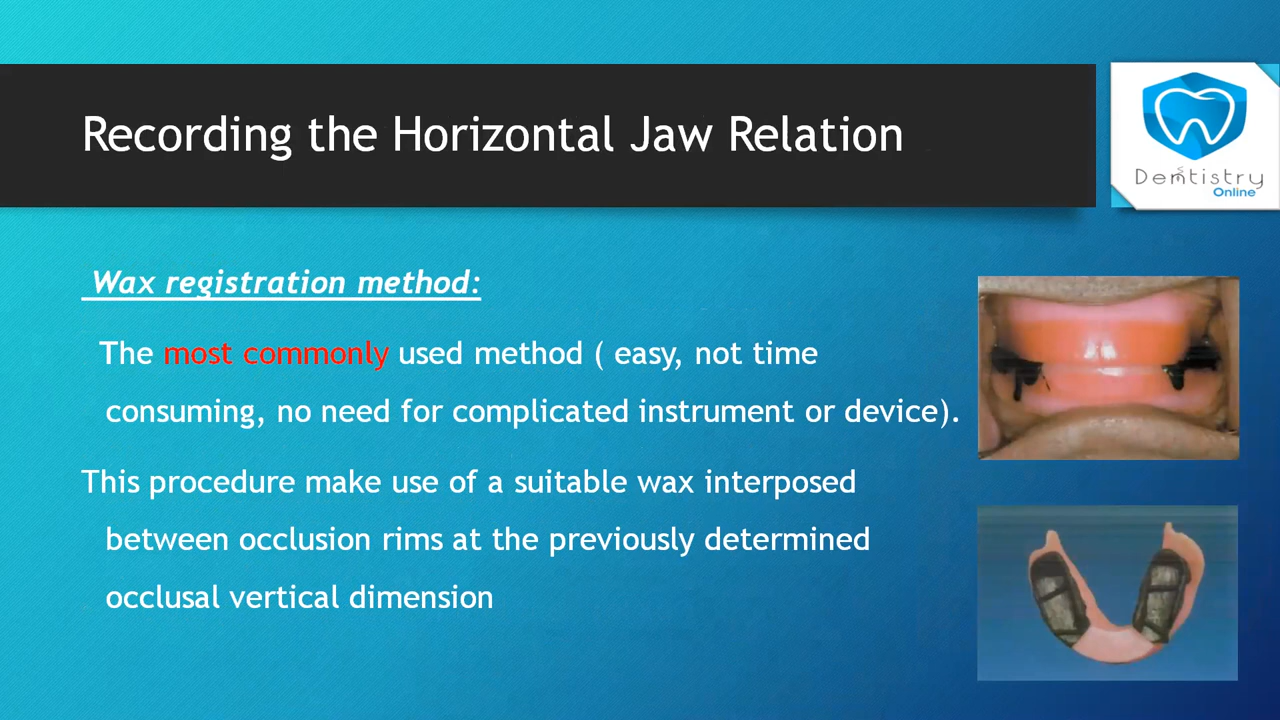 Recording the Horizontal Jaw Relation
Dentistry
Online
Wax registration method:
The most commonly used method ( easy, not time
consuming, no need for complicated instrument or device).
This procedure make use of a suitable wax interposed
between occlusion rims at the previously determined
occlusal vertical dimension